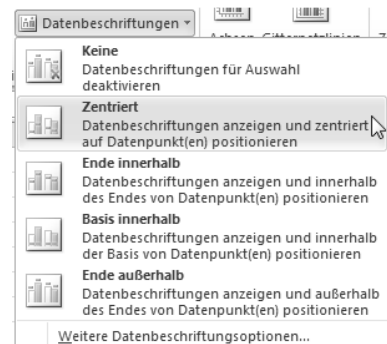 Datenbeschriftungen
Achsen Gitternetzlinien
Keine
Datenbeschriftungen für Auswahl
deaktivieren
Zentriert
Datenbeschriftungen anzeigen und zentriert
auf Datenpunkt(en) positionieren
Ende innerhalb
Datenbeschriftungen anzeigen und innerhalb
des Endes von Datenpunkt(en) positionieren
Basis innerhalb
Datenbeschriftungen anzeigen und innerhalb
der Basis von Datenpunkt(en) positionieren
Ende außerhalb
Datenbeschriftungen anzeigen und außerhalb
des Endes von Datenpunkt(en) positionieren
Weitere Datenbeschriftungsoptionen...